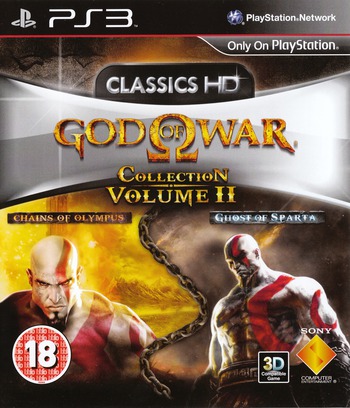 PS3
PlayStation®Network
Only On PlayStation®
CLASSICS HD
GOD OF WAR
COLLECTION
VOLUME II
CHAINS OF OLYMPUS
GHOST OF SPARTA
18
3D
Compatible
Game
SONY
COMPUTER
ENTERTAINMENT®